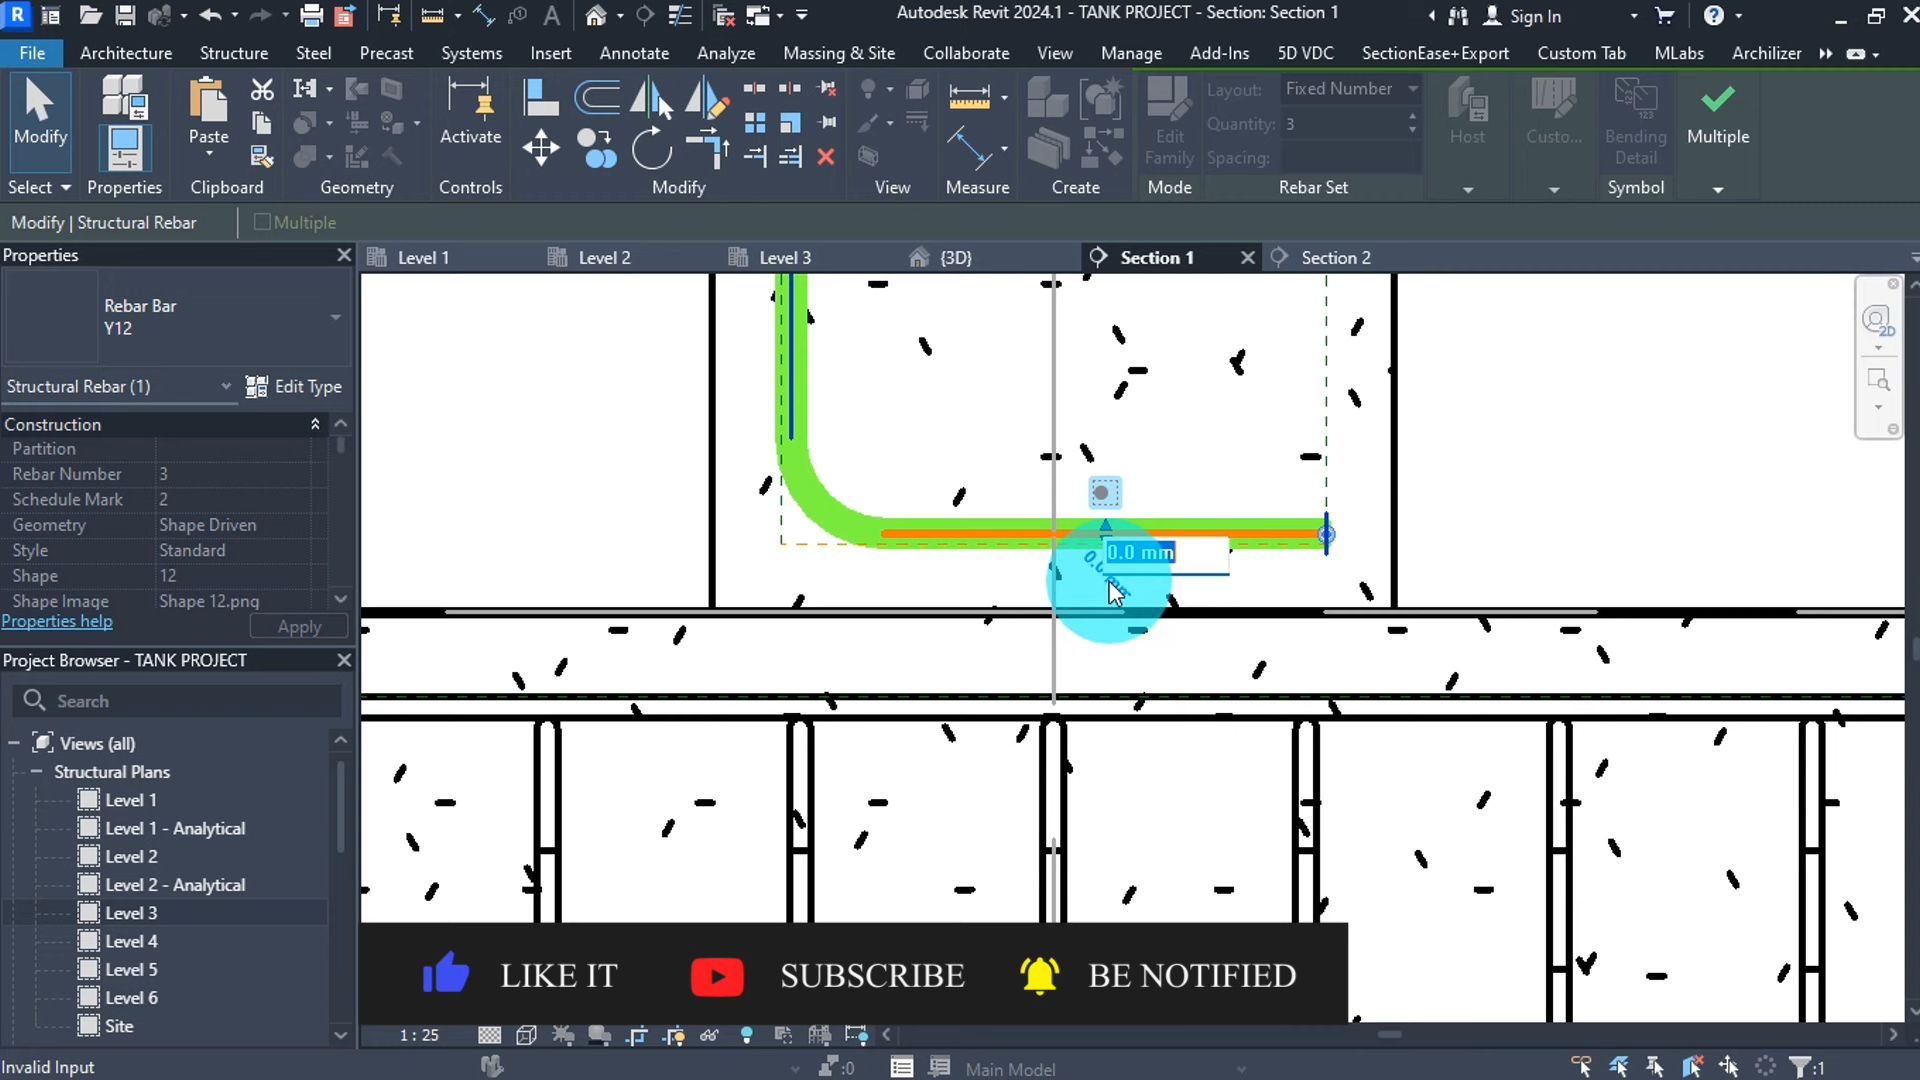 Autodesk Revit 2024.1 - TANK PROJECT - Section: Section 1
Sign In
File Architecture Structure Steel Precast Systems Insert Annotate Analyze Massing & Site Collaborate View Manage Add-Ins 5D VDC SectionEase+Export Custom Tab MLabs Archilizer
Modify
Paste
Activate
Edit
Family
Layout: Fixed Number
Quantity: 3
Spacing:
Host
Custo...
Bending
Detail
Multiple
Select Properties Clipboard Geometry Controls Modify View Measure Create Mode Rebar Set Symbol
Modify | Structural Rebar
Multiple
Properties
Level 1
Level 2
Level 3
{3D}
Section 1
Section 2
Rebar Bar
Y12
Structural Rebar (1)
Edit Type
Construction
Partition
Rebar Number 3
Schedule Mark 2
Geometry Shape Driven
Style Standard
Shape 12
Shape Image Shape 12.png
Properties help
Apply
0.0 mm
0.0 mm
2D
Project Browser - TANK PROJECT
Search
Views (all)
Structural Plans
Level 1
Level 1 - Analytical
Level 2
Level 2 - Analytical
Level 3
Level 4
Level 5
Level 6
Site
LIKE IT SUBSCRIBE BE NOTIFIED
1 : 25
Invalid Input
:0
Main Model
:1